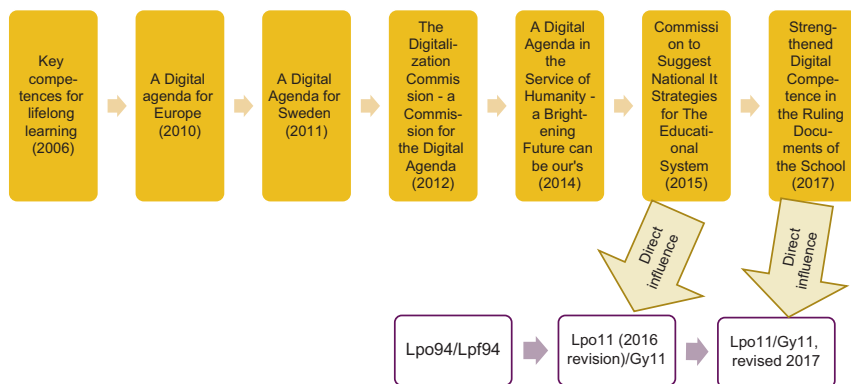 Key
compe-
tences for
lifelong
learning
(2006)
A Digital
agenda for
Europe
(2010)
A Digital
Agenda for
Sweden
(2011)
The
Digitali-
zation
Commis-
sion - a
Commis-
sion for
the Digital
Agenda
(2012)
A Digital
Agenda in
the
Service of
Humanity -
a Bright-
ening
Future can
be our's
(2014)
Commissi
on to
Suggest
National It
Strategies
for The
Educati-
onal
System
(2015)
Streng-
thened
Digital
Compe-
tence in
the Ruling
Docu-
ments of
the School
(2017)
Direct
influence
Direct
influence
Lpo94/Lpf94
Lpo11 (2016
revision)/Gy11
Lpo11/Gy11,
revised 2017